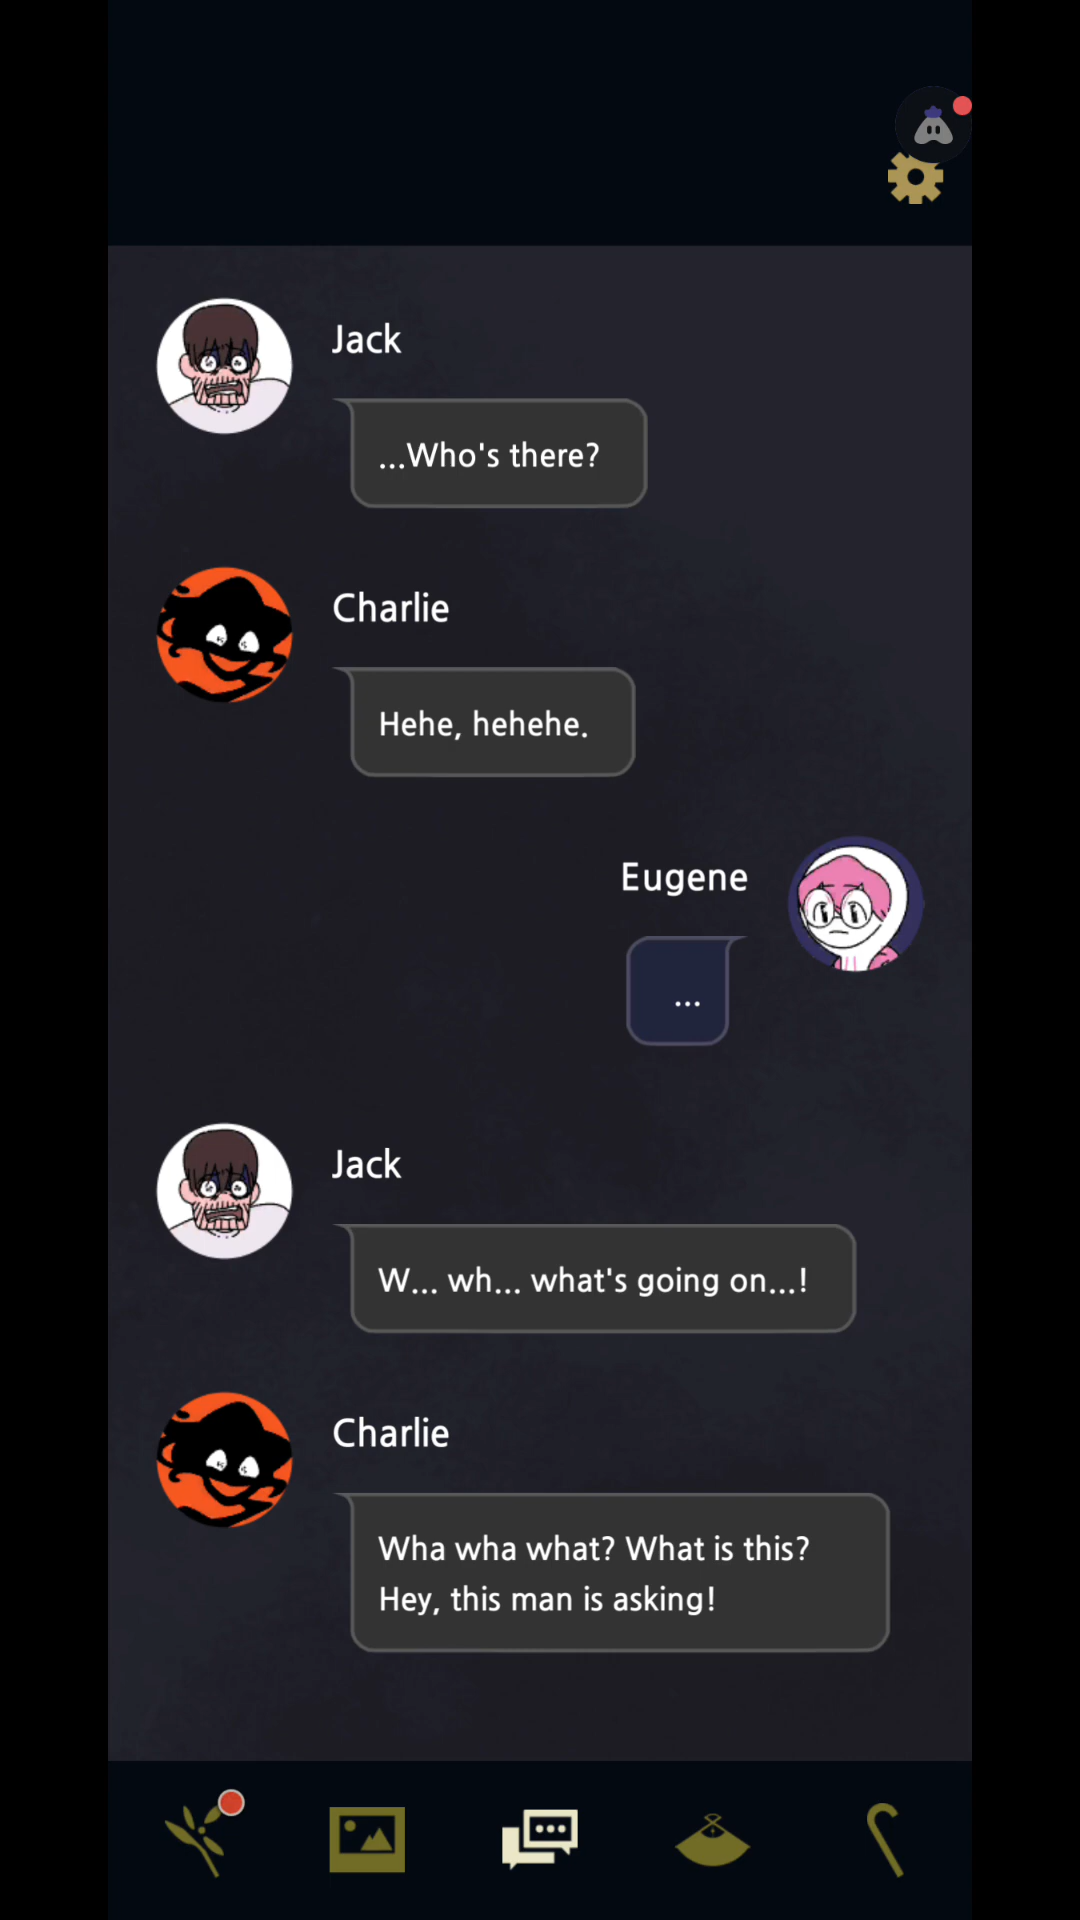 Jack
...Who's there?
Charlie
Hehe, hehehe.
Eugene
...
Jack
W... wh... what's going on...!
Charlie
Wha wha what? What is this?
Hey, this man is asking!